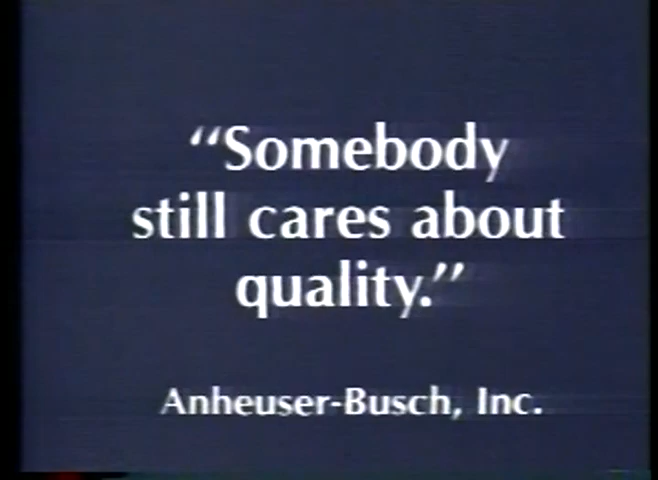 “Somebody
still cares about
quality.”
Anheuser-Busch, Inc.